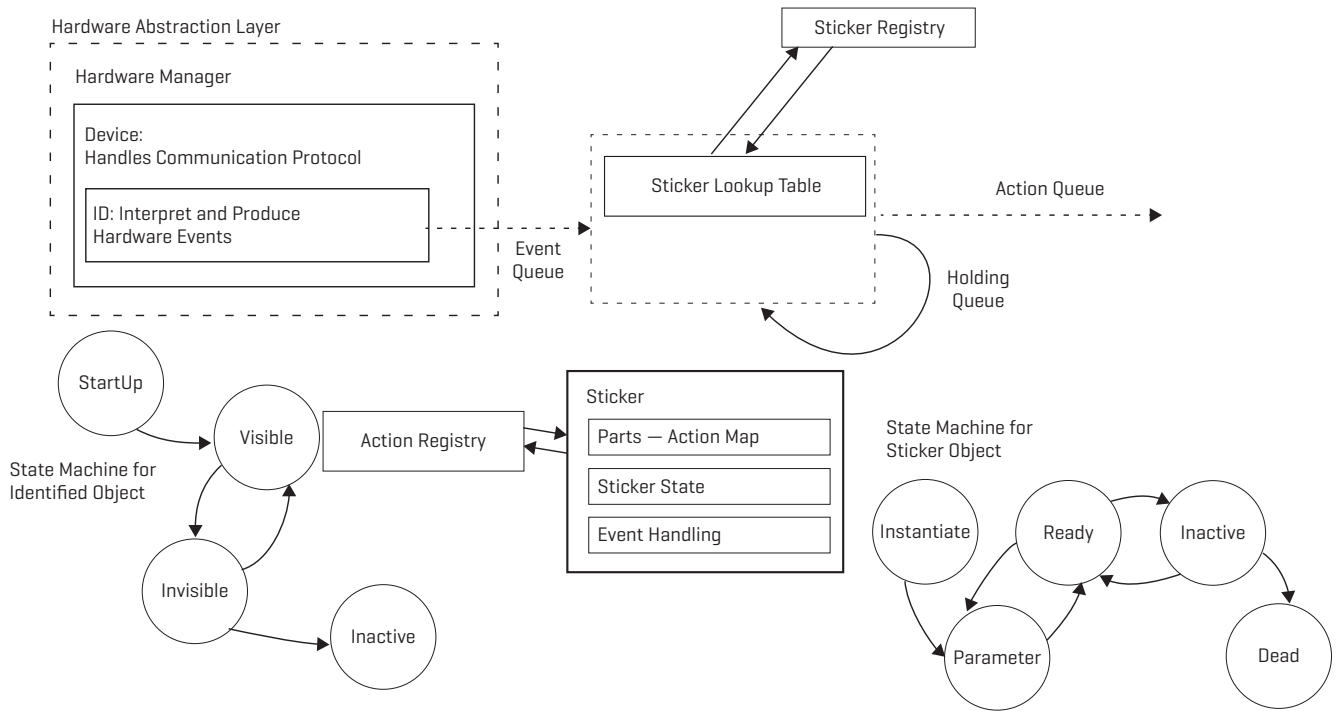 Hardware Abstraction Layer
Hardware Manager
Device:
Handles Communication Protocol
ID: Interpret and Produce
Hardware Events
Event
Queue
Sticker Registry
Sticker Lookup Table
Action Queue
Holding
Queue
StartUp
Visible
State Machine for
Identified Object
Invisible
Inactive
Action Registry
Sticker
Parts — Action Map
Sticker State
Event Handling
State Machine for
Sticker Object
Instantiate
Ready
Inactive
Parameter
Dead